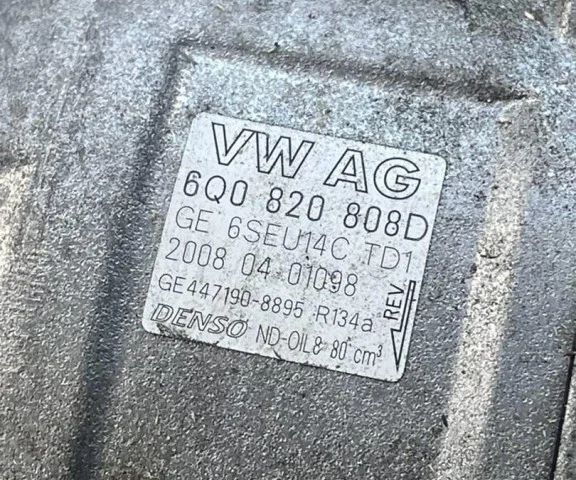 VW AG
6Q0 820 808D
GE 6SEU14C TD1
2008 04 01098
GE447190-8895 R134a
DENSO ND-OIL8 80 cm³
REV